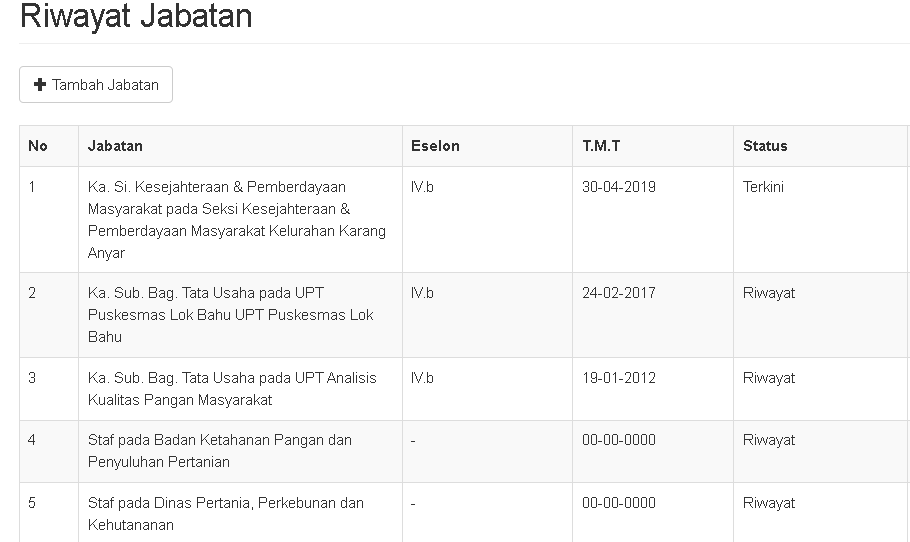 Riwayat Jabatan
Tambah Jabatan
No Jabatan Eselon T.M.T Status
1 Ka. Si. Kesejahteraan & Pemberdayaan IV.b 30-04-2019 Terkini
Masyarakat pada Seksi Kesejahteraan &
Pemberdayaan Masyarakat Kelurahan Karang
Anyar
2 Ka. Sub. Bag. Tata Usaha pada UPT IV.b 24-02-2017 Riwayat
Puskesmas Lok Bahu UPT Puskesmas Lok
Bahu
3 Ka. Sub. Bag. Tata Usaha pada UPT Analisis IV.b 19-01-2012 Riwayat
Kualitas Pangan Masyarakat
4 Staf pada Badan Ketahanan Pangan dan - 00-00-0000 Riwayat
Penyuluhan Pertanian
5 Staf pada Dinas Pertania, Perkebunan dan - 00-00-0000 Riwayat
Kehutananan